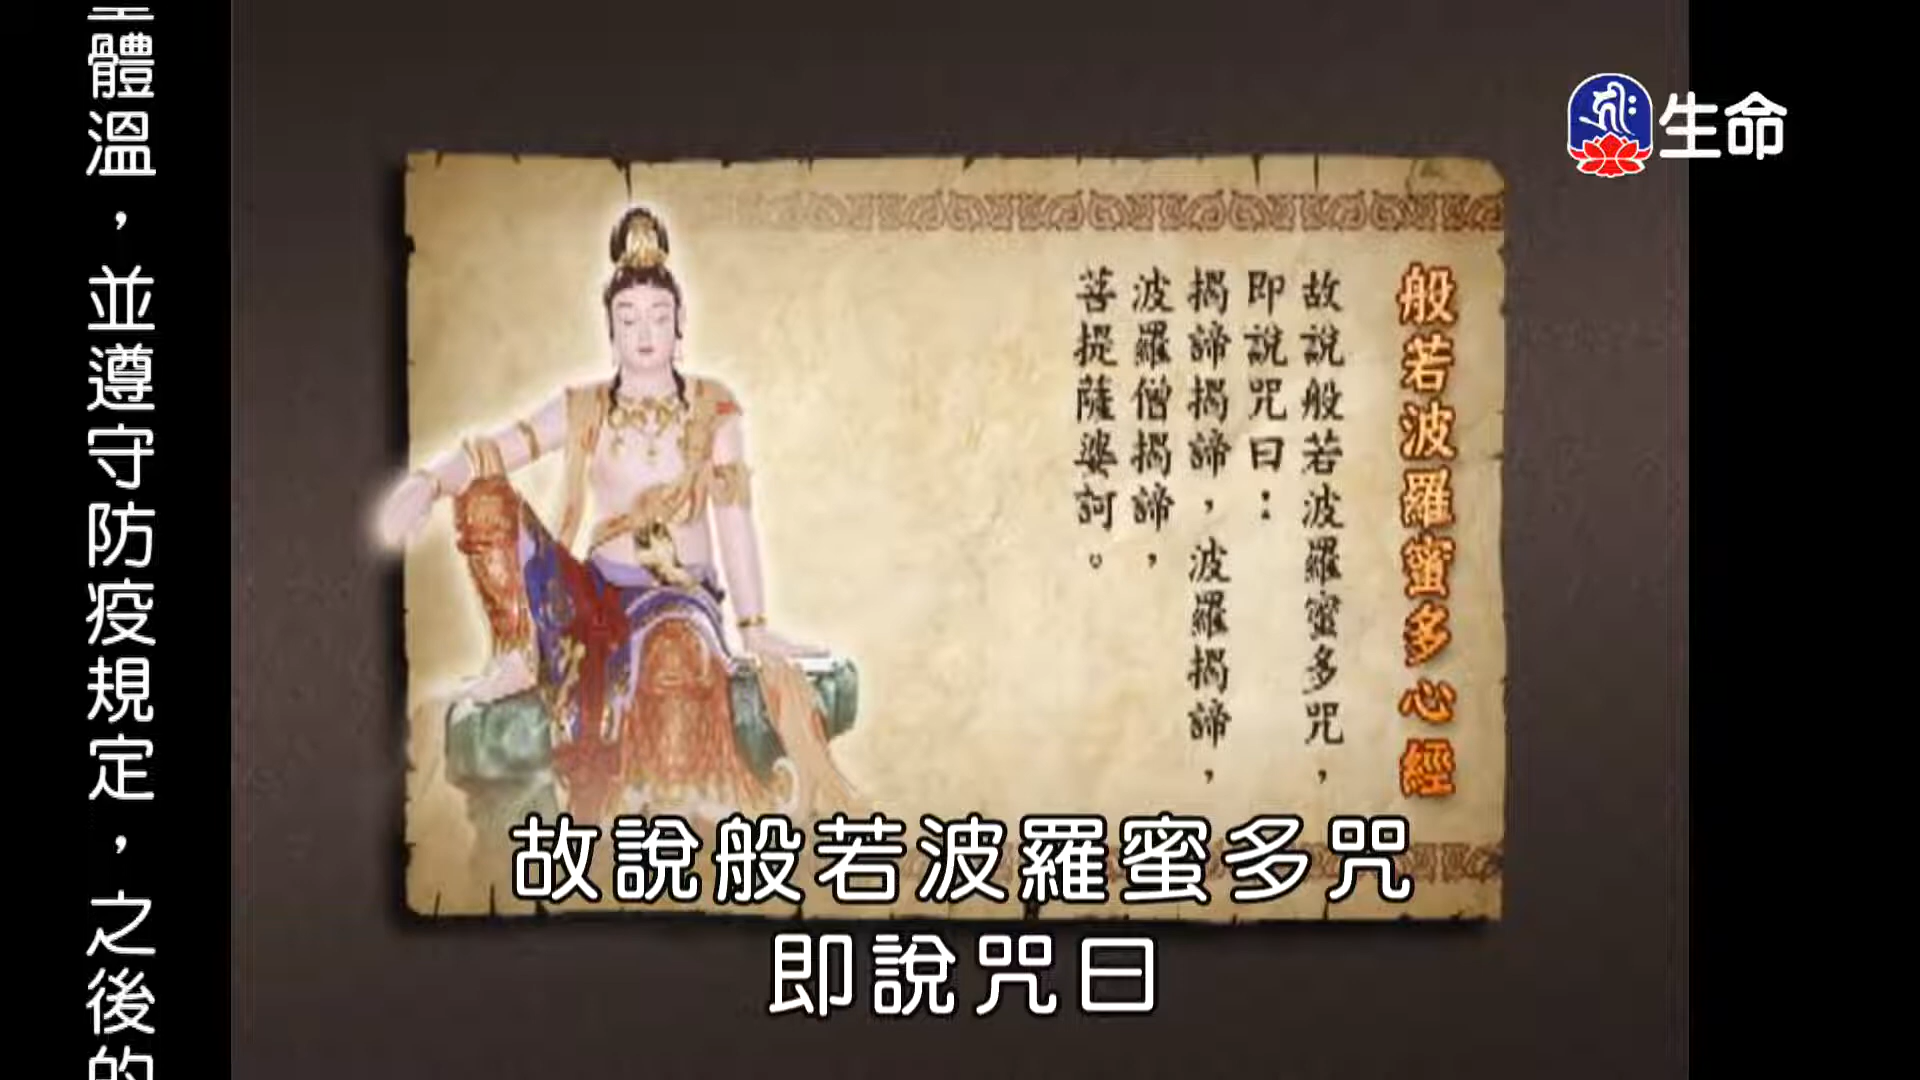 體溫，並遵守防疫規定，之後的
生命
般若波羅蜜多心經
故說般若波羅蜜多咒，
即說咒曰：
揭諦揭諦，波羅揭諦，
波羅僧揭諦，
菩提薩婆訶。
故說般若波羅蜜多咒
即說咒曰